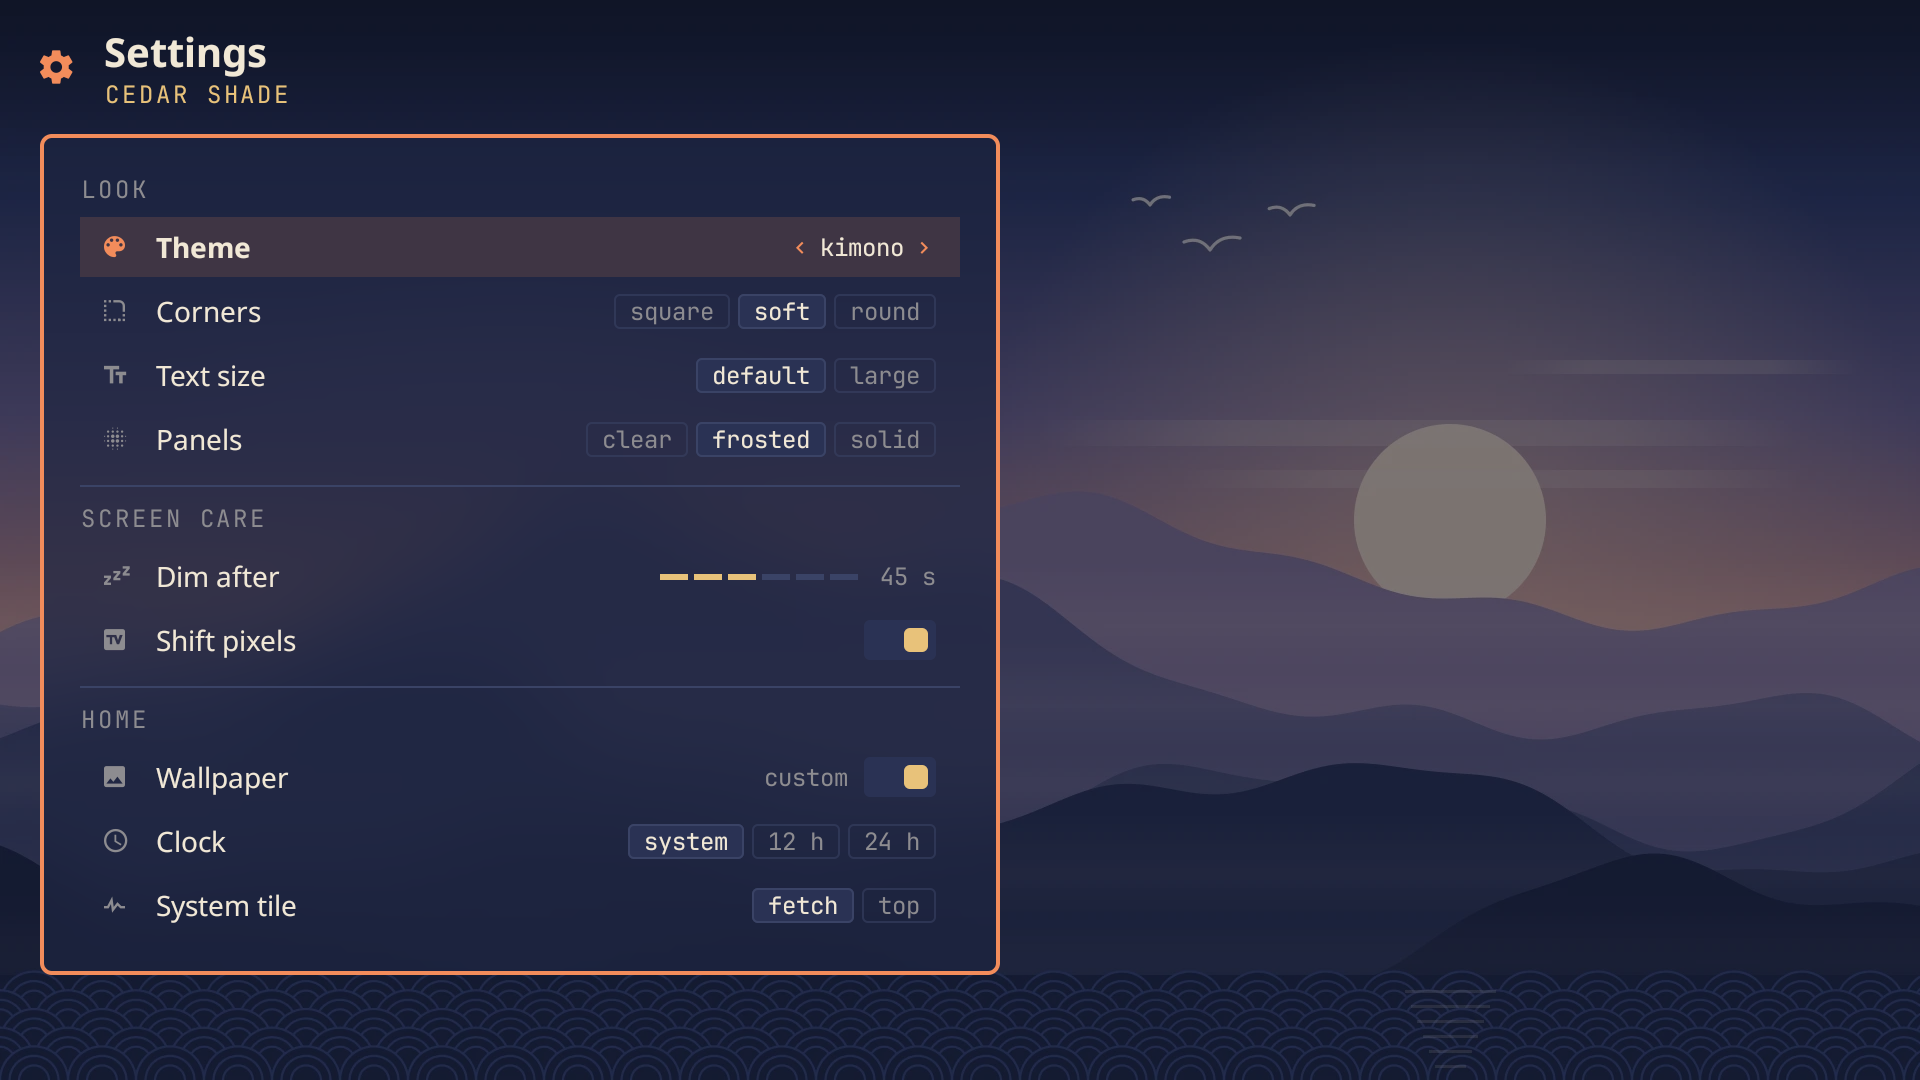 Settings
CEDAR SHADE
LOOK
Theme ‹ kimono ›
Corners square soft round
Text size default large
Panels clear frosted solid
SCREEN CARE
Dim after 45 s
Shift pixels
HOME
Wallpaper custom
Clock system 12 h 24 h
System tile fetch top